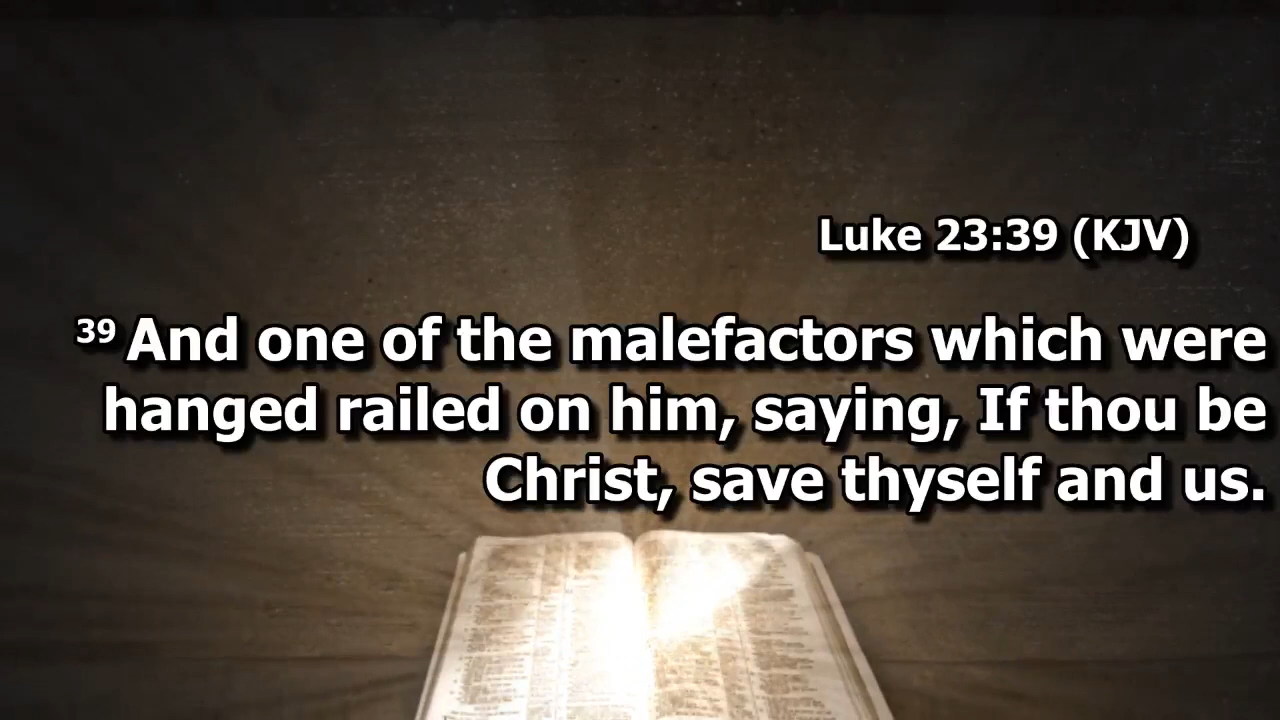 Luke 23:39 (KJV)
39 And one of the malefactors which were
hanged railed on him, saying, If thou be
Christ, save thyself and us.